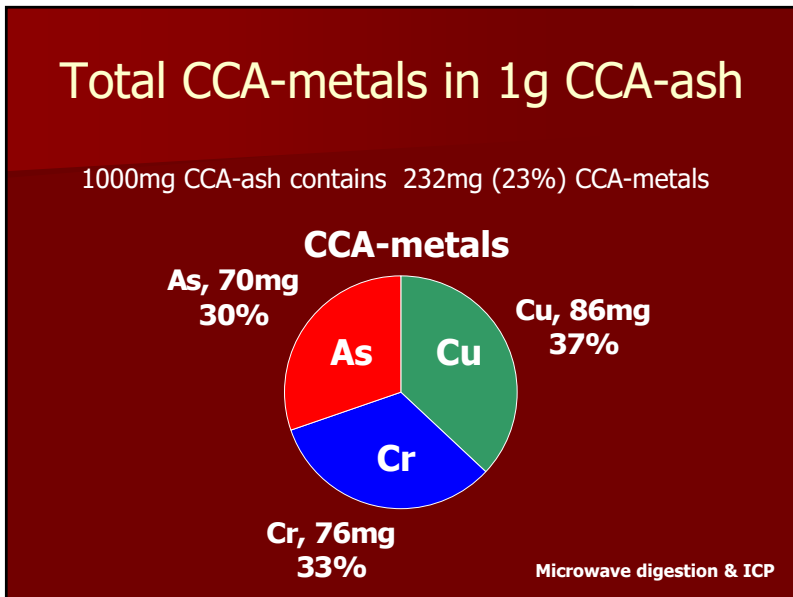 Total CCA-metals in 1g CCA-ash
1000mg CCA-ash contains  232mg (23%) CCA-metals
CCA-metals
As, 70mg
30%
Cu, 86mg
37%
As
Cu
Cr
Cr, 76mg
33%
Microwave digestion & ICP